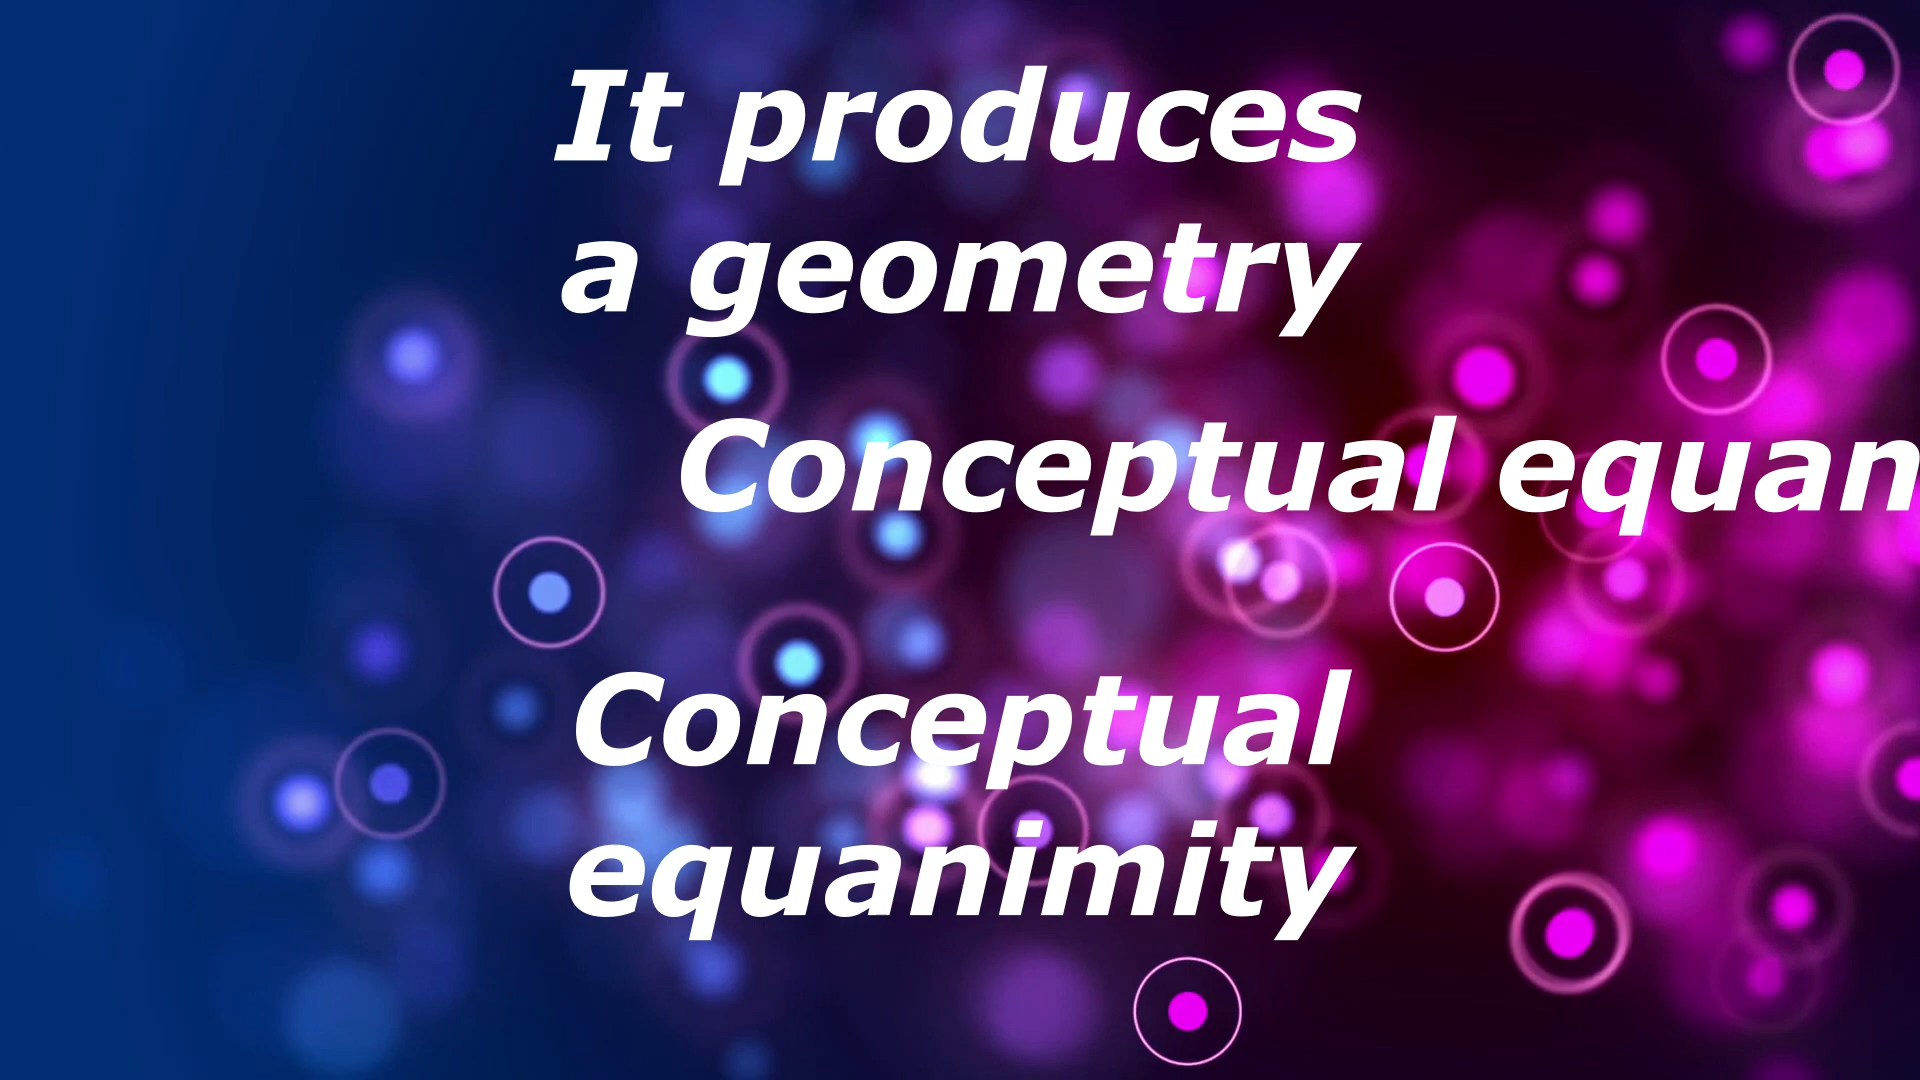 It produces
a geometry
Conceptual equan
Conceptual
equanimity